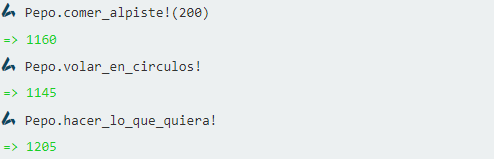 Pepo.comer_alpiste!(200)
=> 1160
Pepo.volar_en_circulos!
=> 1145
Pepo.hacer_lo_que_quiera!
=> 1205